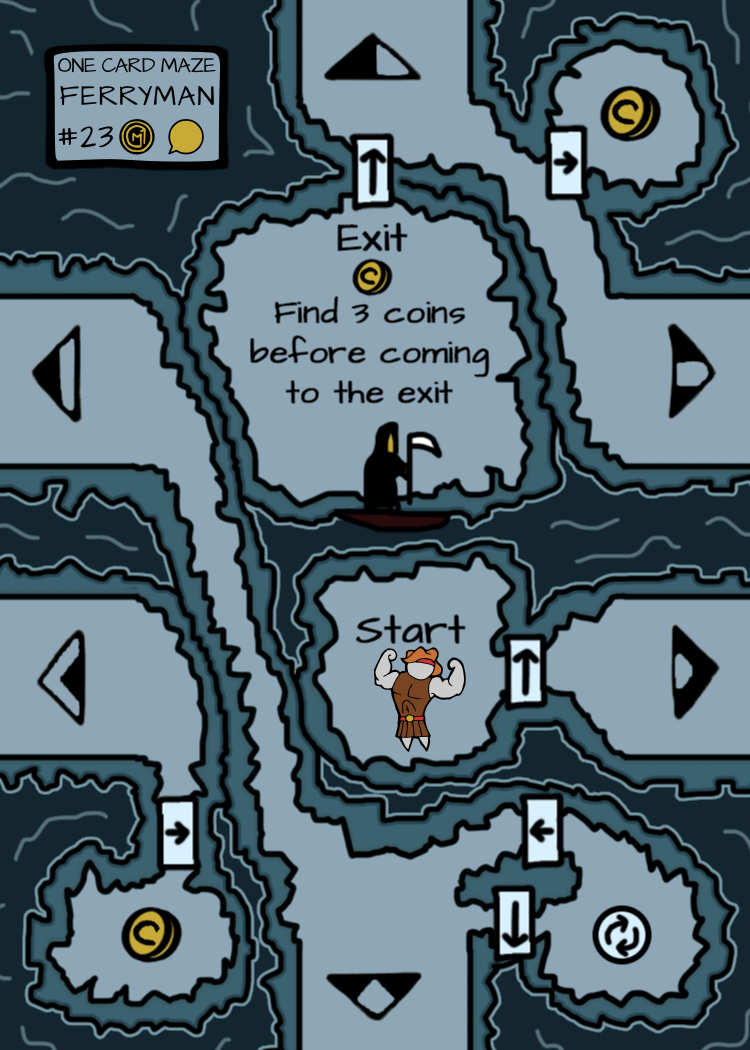 ONE CARD MAZE
FERRYMAN
#23
Exit
Find 3 coins
before coming
to the exit
Start